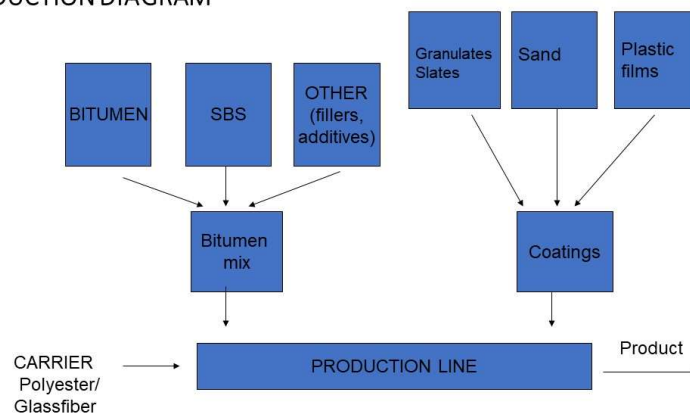 DUCTION DIAGRAM
Granulates
Slates
Sand
Plastic
films
BITUMEN
SBS
OTHER
(fillers,
additives)
Bitumen
mix
Coatings
CARRIER
Polyester/
Glassfiber
PRODUCTION LINE
Product